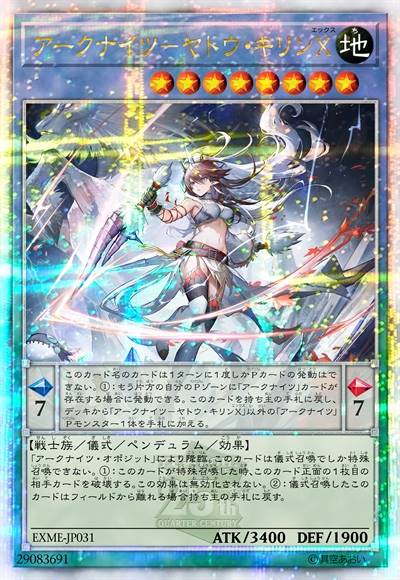 アークナイツ－ヤトウ・キリンX
エックス
地
このカード名のカードは1ターンに1度しかPカードの発動は
できない。①：もう片方の自分のPゾーンに「アークナイツ」カードが
存在する場合に発動できる。このカードを持ち主の手札に戻し、
デッキから「アークナイツ－ヤトウ・キリンX」以外の「アークナイツ」
Pモンスター1体を手札に加える。
7
7
【戦士族／儀式／ペンデュラム／効果】
「アークナイツ・オポジット」により降臨。このカードは儀式召喚でしか特殊
召喚できない。①：このカードが特殊召喚した時、このカード正面の1枚目の
相手カードを破壊する。この効果は無効化されない。②：儀式召喚したこの
カードはフィールドから離れる場合持ち主の手札に戻す。
25th
QUARTER CENTURY
EXME-JP031
ATK/3400
DEF/1900
29083691
©真空あおい